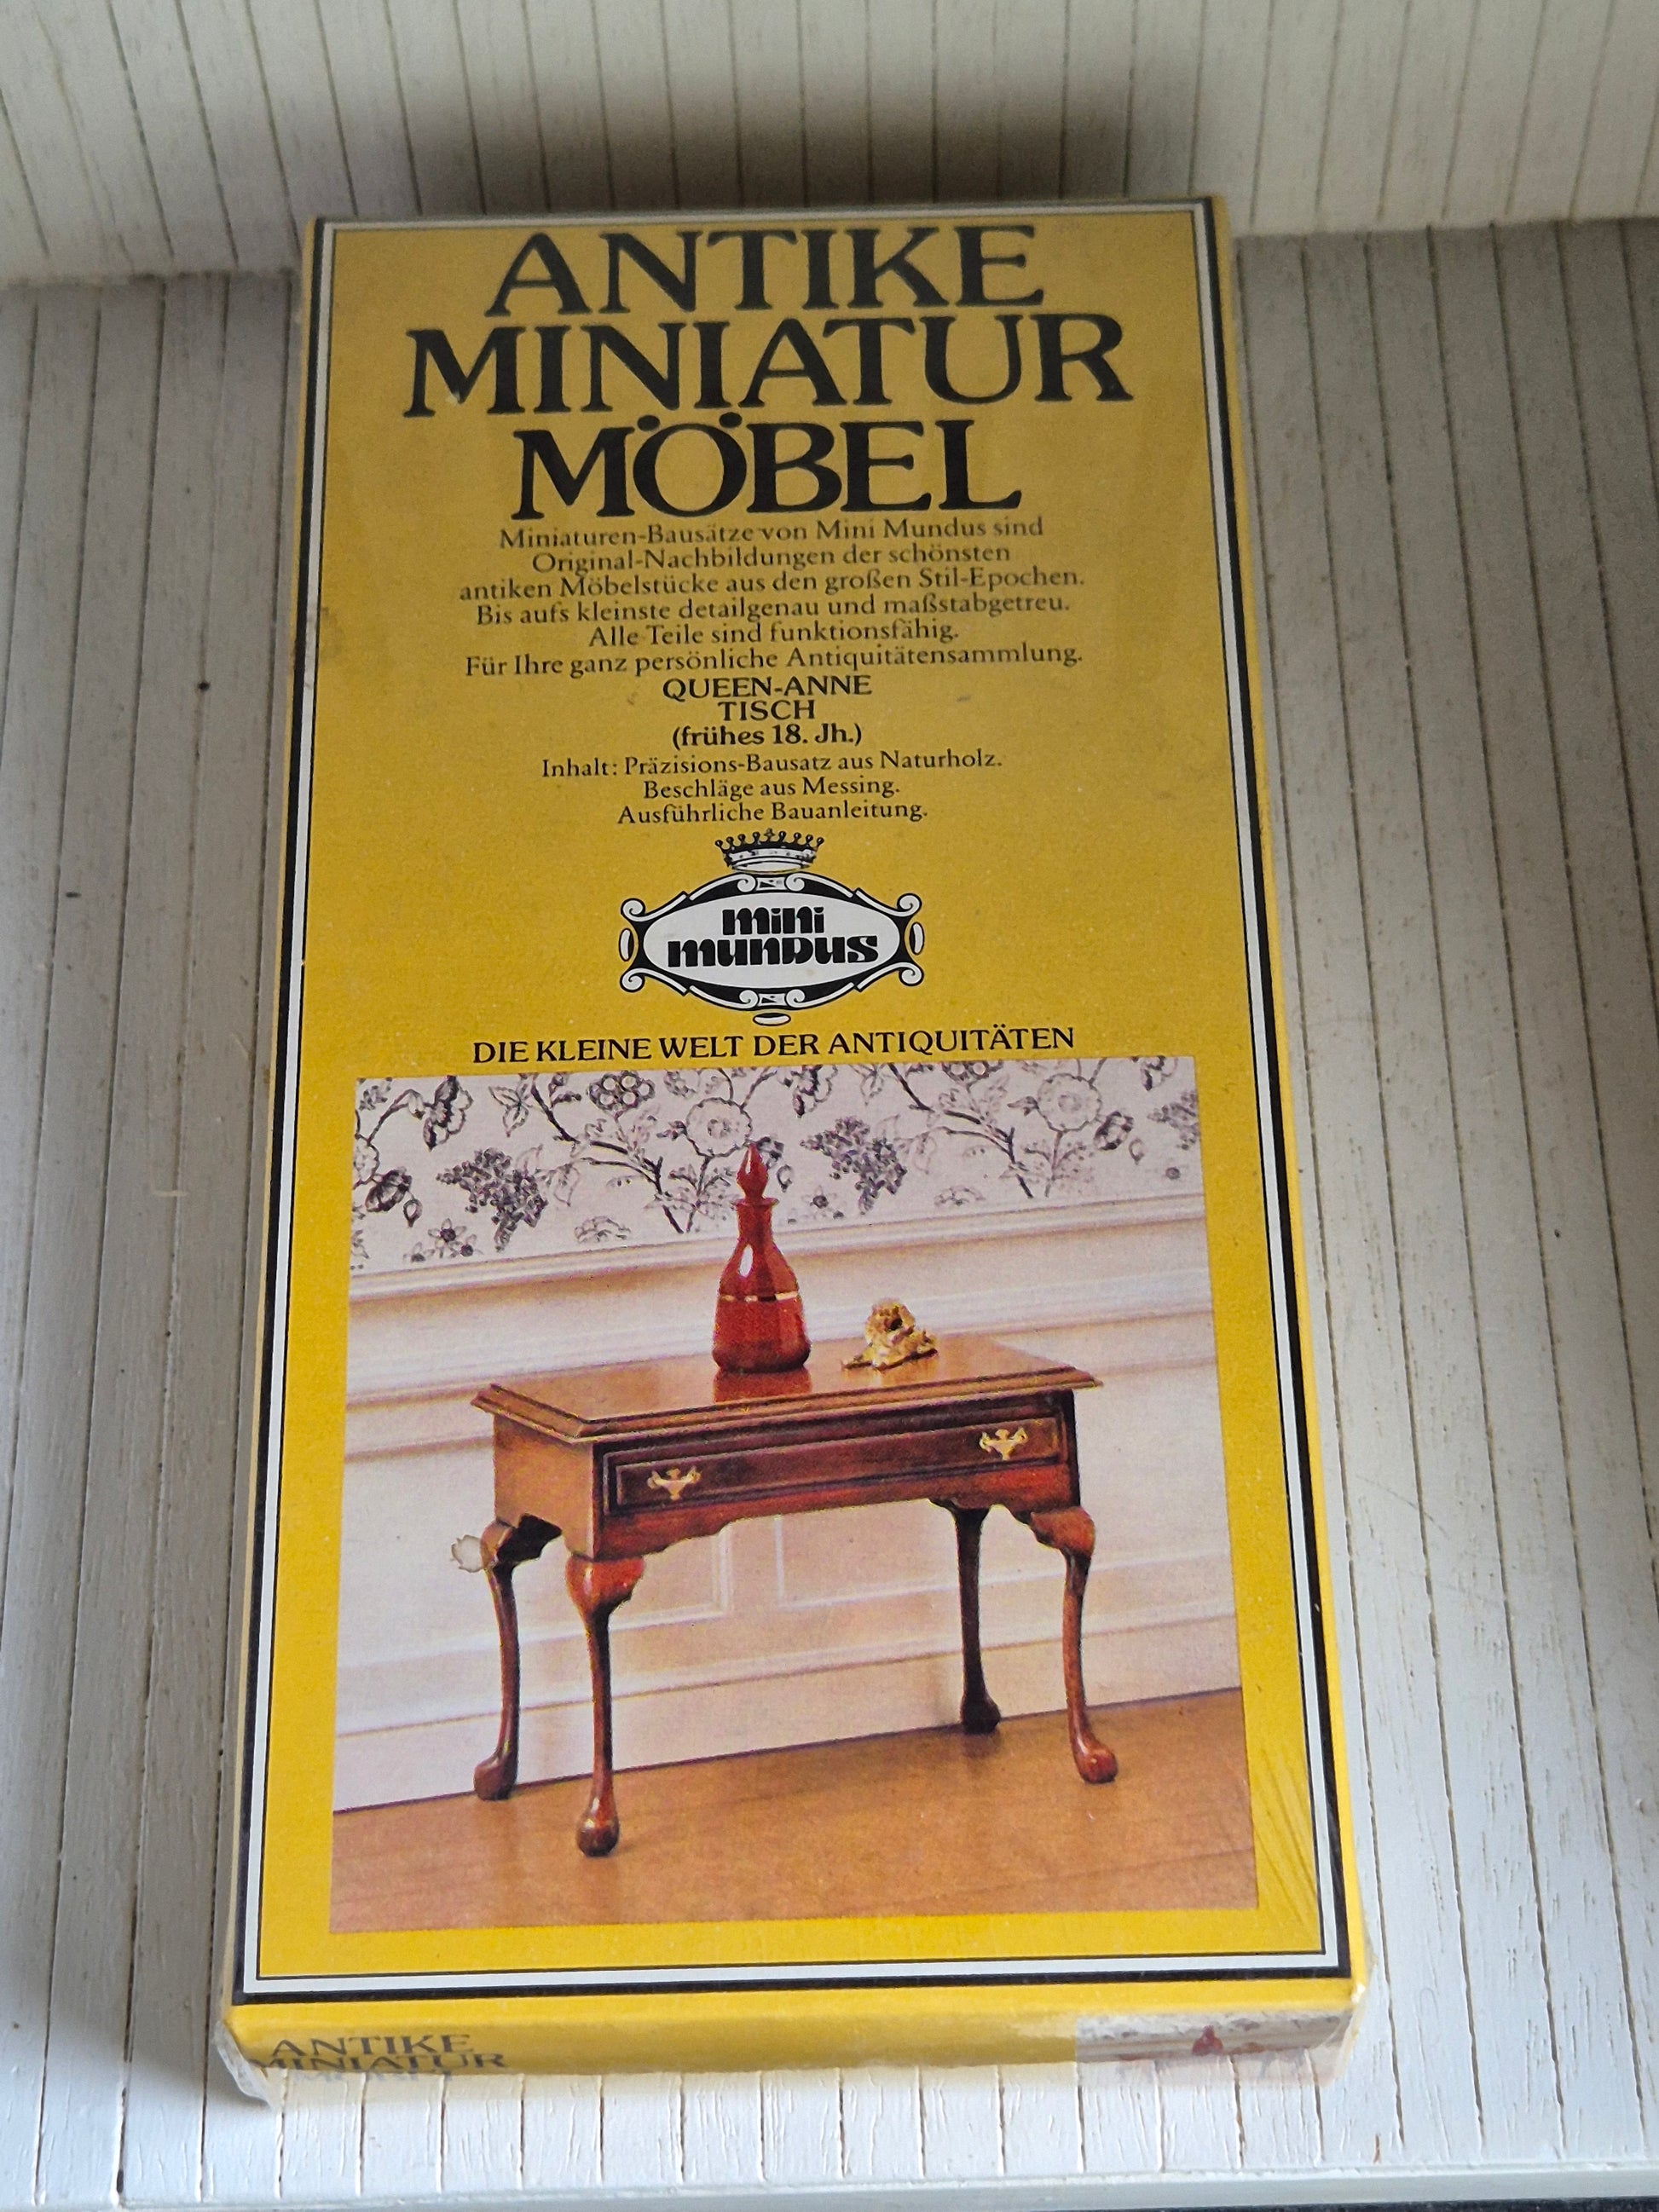 ANTIKE
MINIATUR
MÖBEL
Miniaturen-Bausätze von Mini Mundus sind
Original-Nachbildungen der schönsten
antiken Möbelstücke aus den großen Stil-Epochen.
Bis aufs kleinste detailgenau und maßstabgetreu.
Alle Teile sind funktionsfähig.
Für Ihre ganz persönliche Antiquitätensammlung.
QUEEN-ANNE
TISCH
(frühes 18. Jh.)
Inhalt: Präzisions-Bausatz aus Naturholz.
Beschläge aus Messing.
Ausführliche Bauanleitung.
mini
mundus
DIE KLEINE WELT DER ANTIQUITÄTEN
ANTIKE
MINIATUR